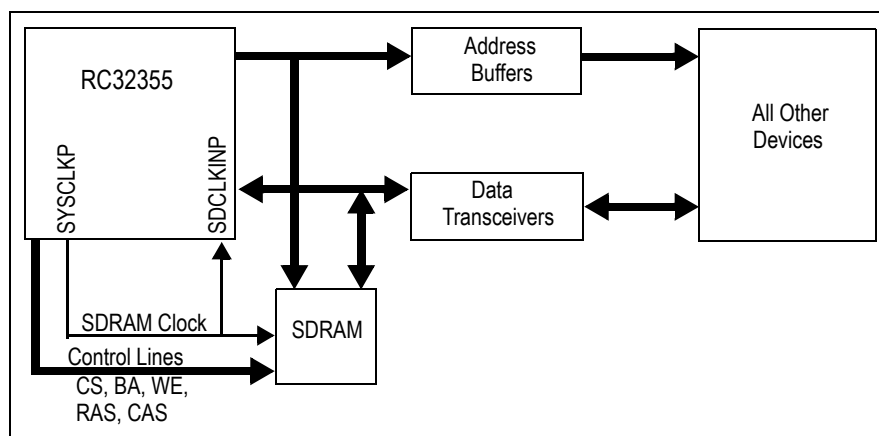 RC32355
Address
Buffers
All Other
Devices
SYSCLKP
SDCLKINP
Data
Transceivers
SDRAM Clock
SDRAM
Control Lines
CS, BA, WE,
RAS, CAS